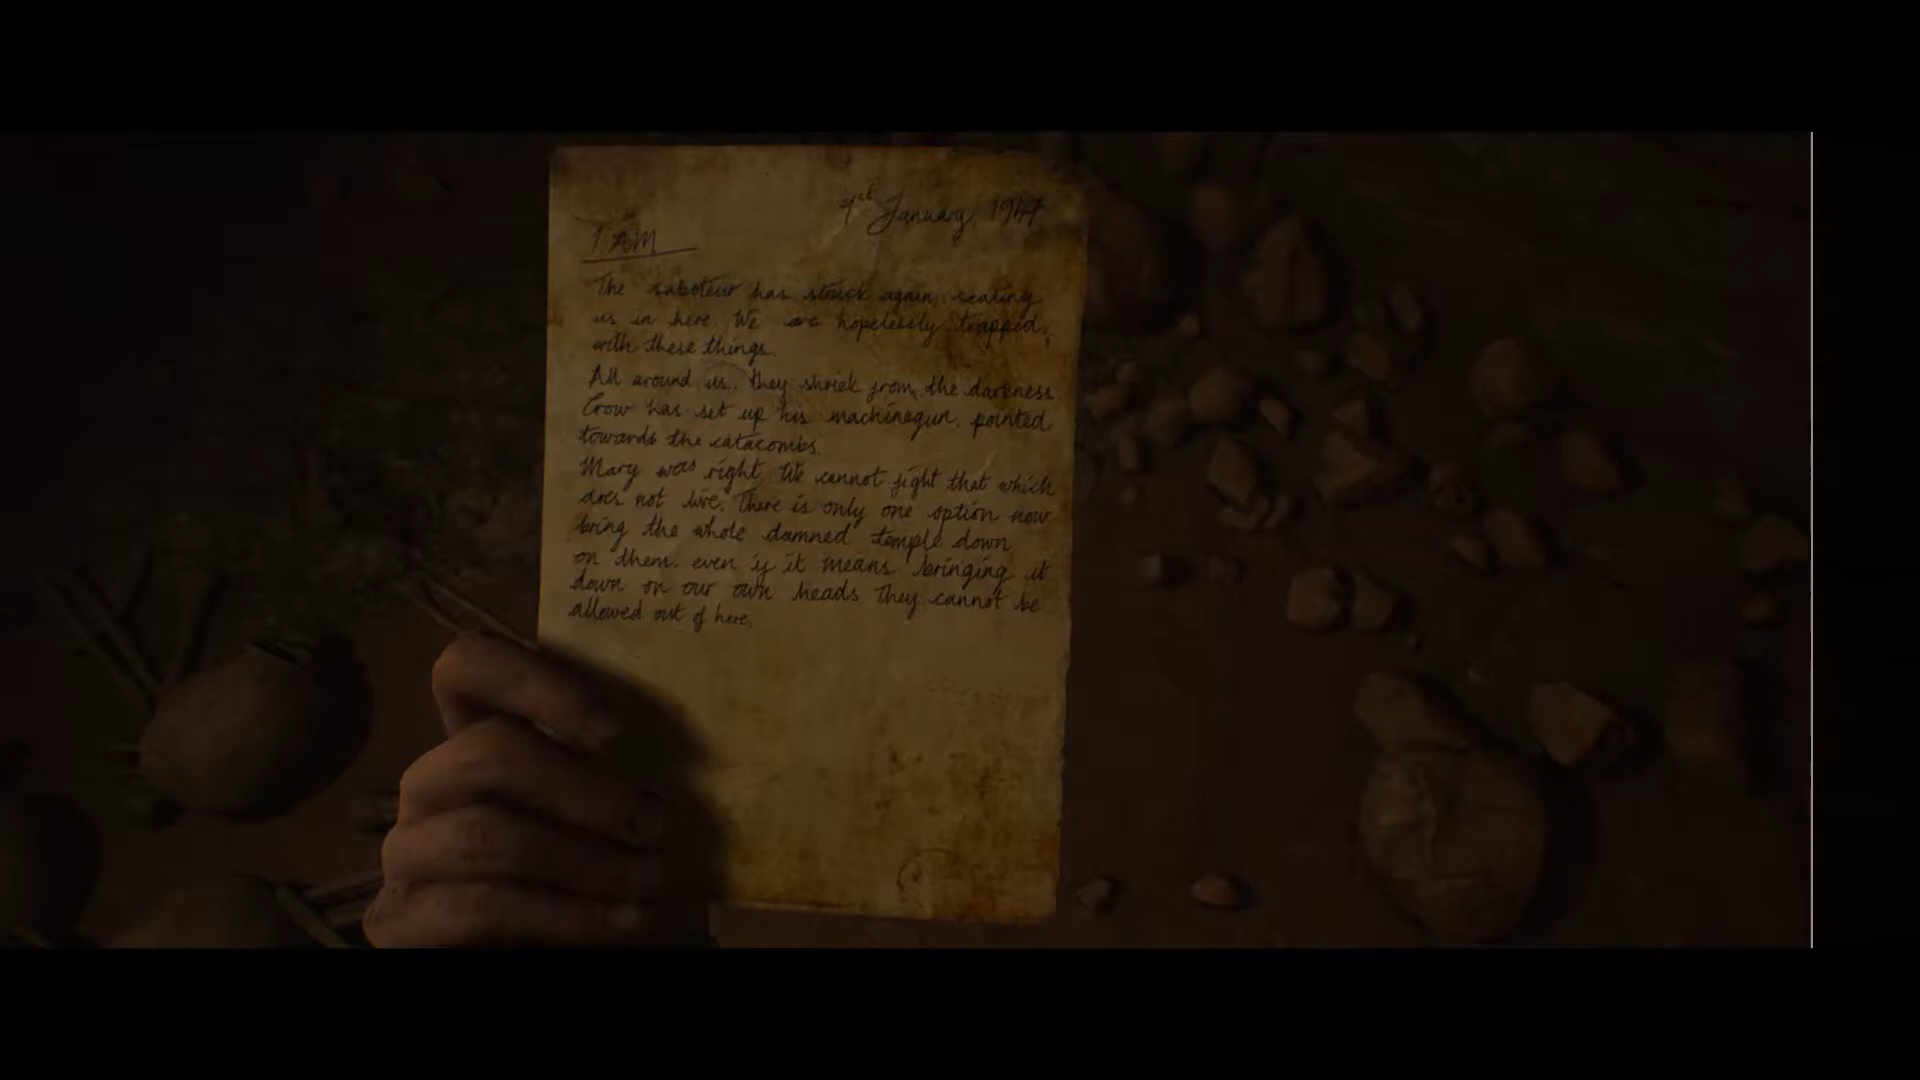 1st January, 1947
1 AM
The saboteur has struck again, sealing
us in here. We are hopelessly trapped,
with these things.
All around us, they shriek from the darkness.
Crow has set up his machinegun, pointed
towards the catacombs.
Mary was right. We cannot fight that which
does not live. There is only one option now
bring the whole damned temple down
on them, even if it means bringing it
down on our own heads They cannot be
allowed out of here.